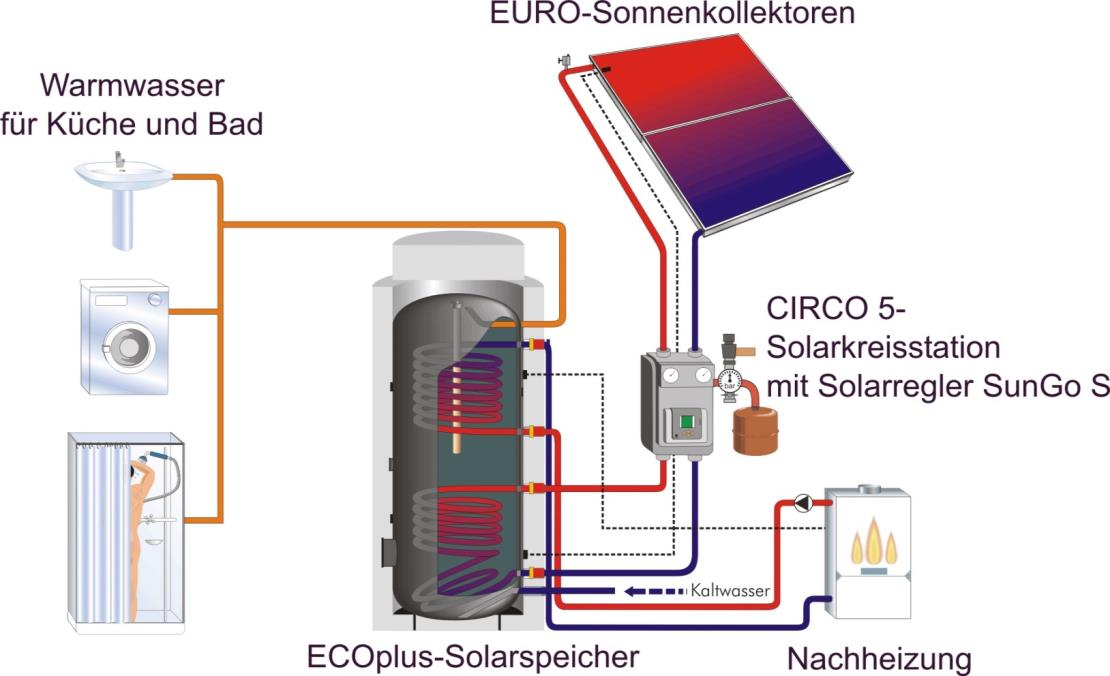 EURO-Sonnenkollektoren
Warmwasser
für Küche und Bad
CIRCO 5-
Solarkreisstation
mit Solarregler SunGo S
bar
Kaltwasser
ECOplus-Solarspeicher
Nachheizung